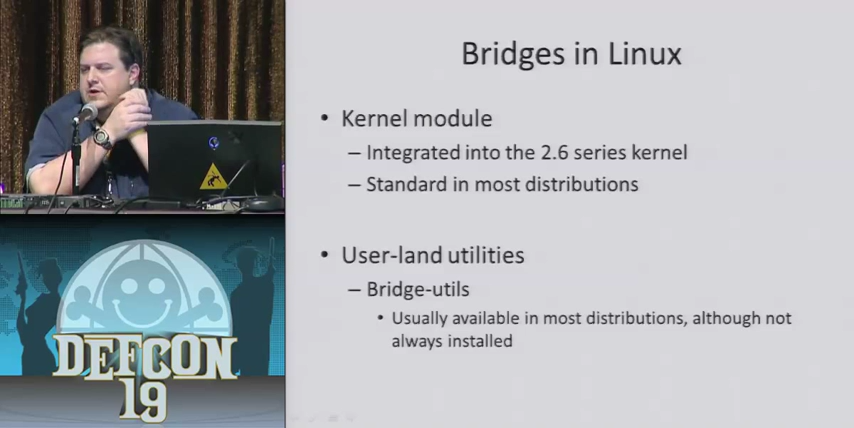 Bridges in Linux
• Kernel module
– Integrated into the 2.6 series kernel
– Standard in most distributions
• User-land utilities
– Bridge-utils
• Usually available in most distributions, although not
always installed
DEFCON
19